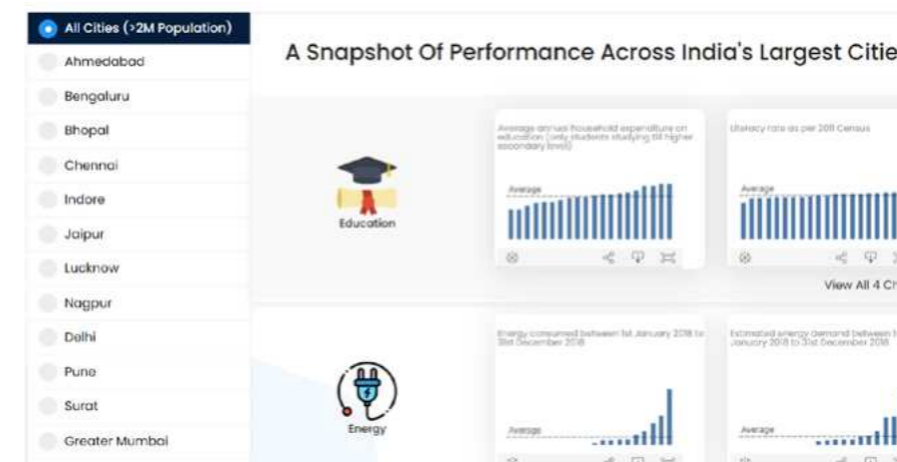 All Cities (>2M Population)
Ahmedabad
Bengaluru
Bhopal
Chennai
Indore
Jaipur
Lucknow
Nagpur
Delhi
Pune
Surat
Greater Mumbai
A Snapshot Of Performance Across India's Largest Citie
Education
Average annual household expenditure on
education (only students studying till higher
secondary level)
Average
Literacy rate as per 2011 Census
Average
View All 4 Ch
Energy
Energy consumed between 1st January 2018 to
31st December 2018
Average
Estimated energy demand between
January 2018 to 31st December 2018
Average